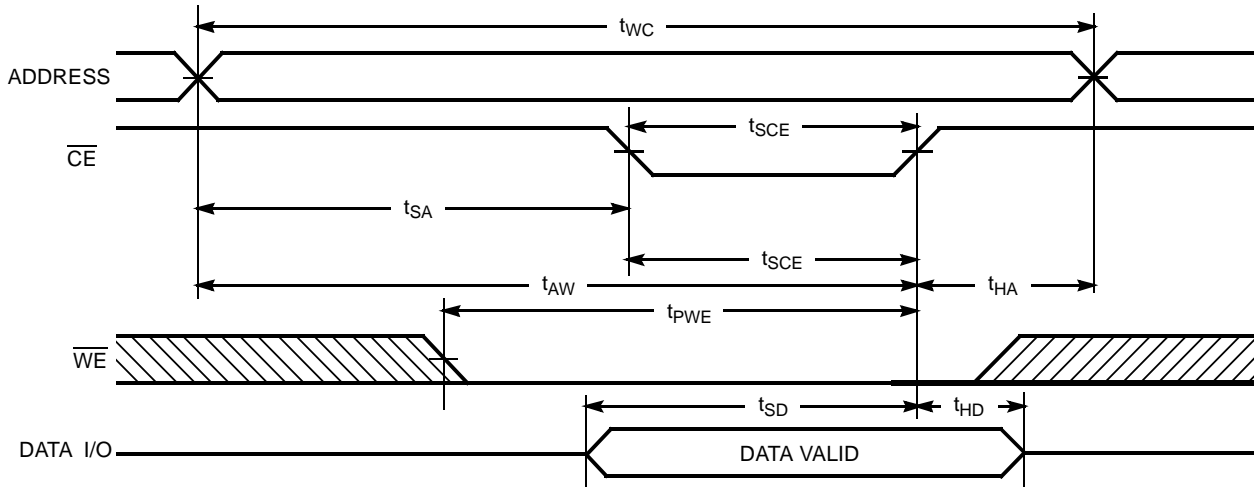 tWC
ADDRESS
tSCE
CE
tSA
tSCE
tAW
tHA
tPWE
WE
tSD
tHD
DATA I/O
DATA VALID